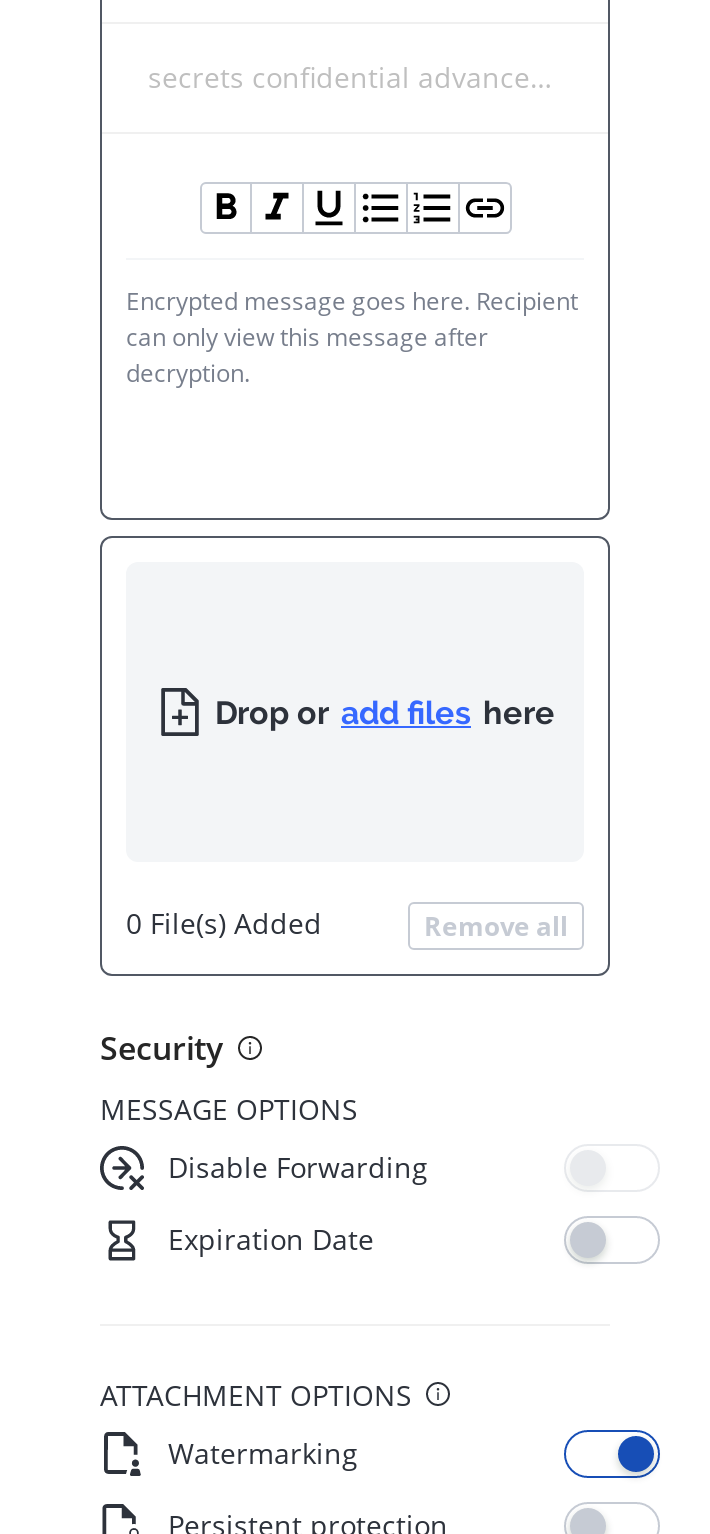 secrets confidential advance...
B I U
Encrypted message goes here. Recipient
can only view this message after
decryption.
Drop or add files here
0 File(s) Added
Remove all
Security
MESSAGE OPTIONS
Disable Forwarding
Expiration Date
ATTACHMENT OPTIONS
Watermarking
Persistent protection